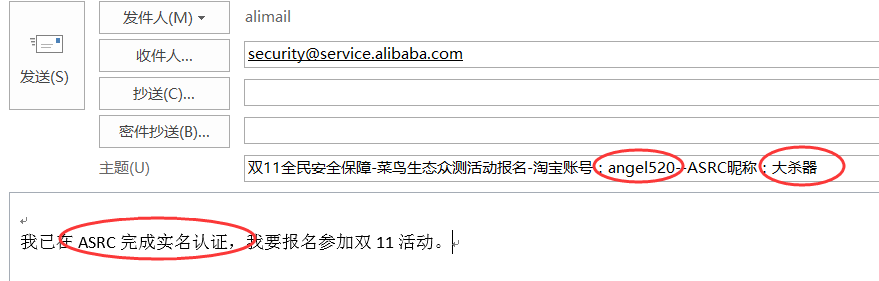 发件人(M) alimail
发送(S)
收件人... security@service.alibaba.com
抄送(C)...
密件抄送(B)...
主题(U) 双11全民安全保障-菜鸟生态众测活动报名-淘宝账号：angel520--ASRC昵称：大杀器
我已在 ASRC 完成实名认证，我要报名参加双 11 活动。